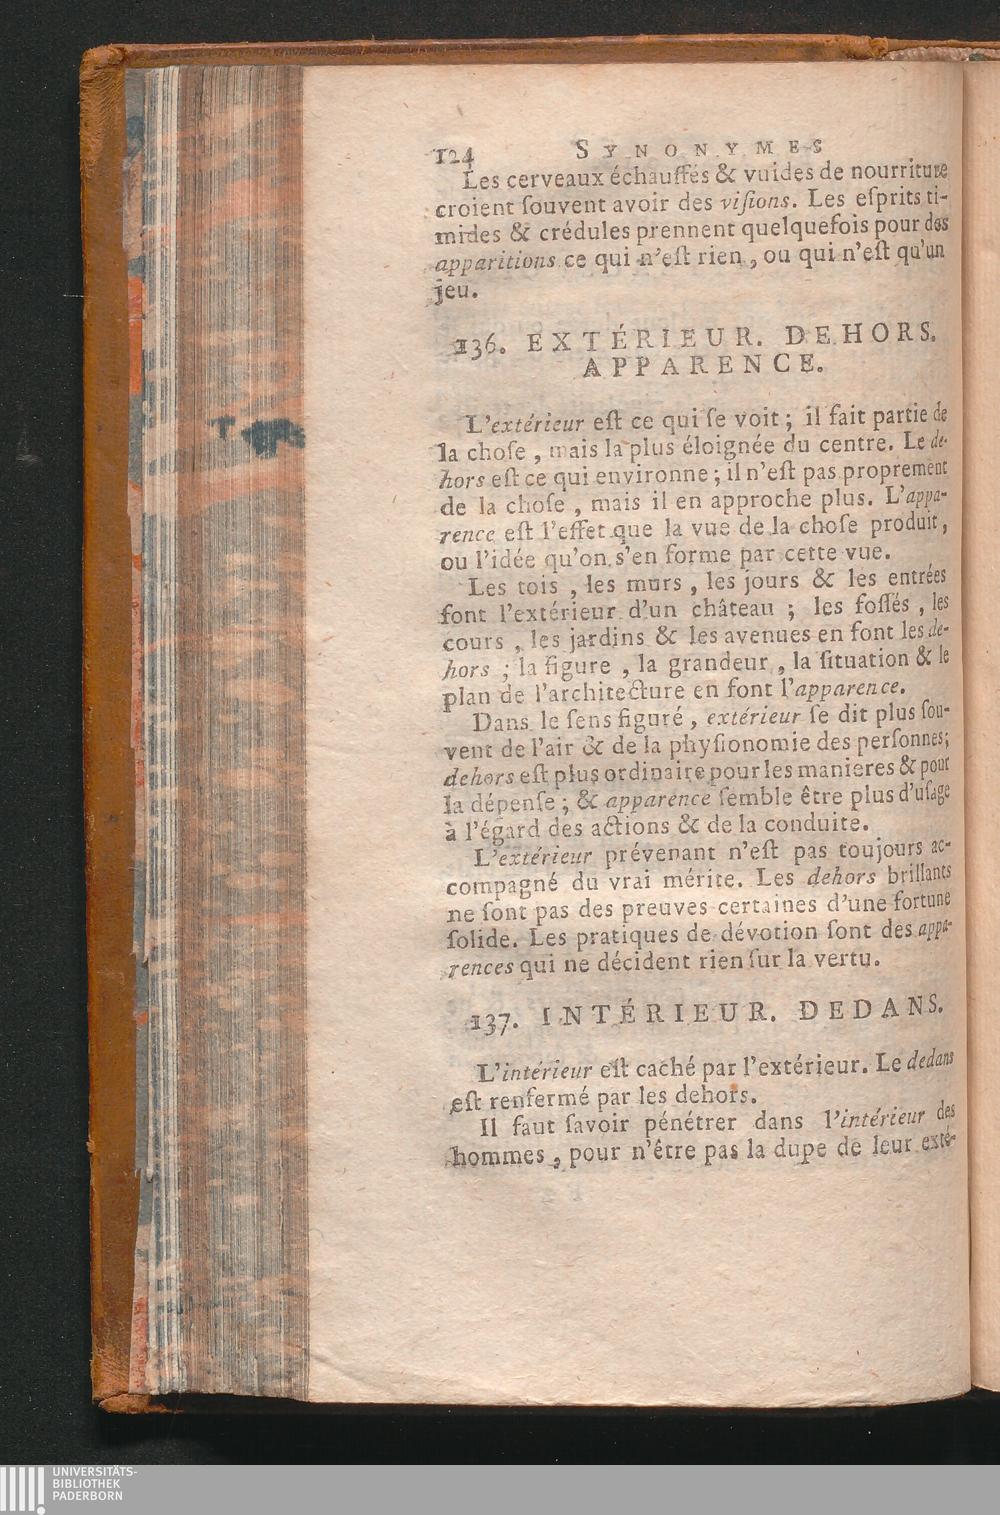 124 SYNONYMES
Les cerveaux échauffés & vuides de nourriture
croient ſouvent avoir des viſions. Les eſprits ti-
mides & crédules prennent quelquefois pour des
apparitions ce qui n'eſt rien, ou qui n'eſt qu'un
jeu.
136. EXTÉRIEUR. DEHORS.
APPARENCE.
L'extérieur eſt ce qui ſe voit ; il fait partie de
la choſe, mais la plus éloignée du centre. Le de-
hors eſt ce qui environne ; il n'eſt pas proprement
de la choſe, mais il en approche plus. L'appa-
rence eſt l'effet que la vue de la choſe produit,
ou l'idée qu'on s'en forme par cette vue.
Les tois, les murs, les jours & les entrées
font l'extérieur d'un château ; les foſſés, les
cours, les jardins & les avenues en font les de-
hors ; la figure, la grandeur, la ſituation & le
plan de l'architecture en font l'apparence.
Dans le ſens figuré, extérieur ſe dit plus ſou-
vent de l'air & de la phyſionomie des perſonnes;
dehors eſt plus ordinaire pour les manieres & pour
la dépenſe ; & apparence ſemble être plus d'uſage
à l'égard des actions & de la conduite.
L'extérieur prévenant n'eſt pas toujours ac-
compagné du vrai mérite. Les dehors brillants
ne ſont pas des preuves certaines d'une fortune
ſolide. Les pratiques de dévotion ſont des appa-
rences qui ne décident rien ſur la vertu.
137. INTÉRIEUR. DEDANS.
L'intérieur eſt caché par l'extérieur. Le dedans
eſt renfermé par les dehors.
Il faut ſavoir pénétrer dans l'intérieur des
hommes, pour n'être pas la dupe de leur exté-
UNIVERSITÄTS-
BIBLIOTHEK
PADERBORN